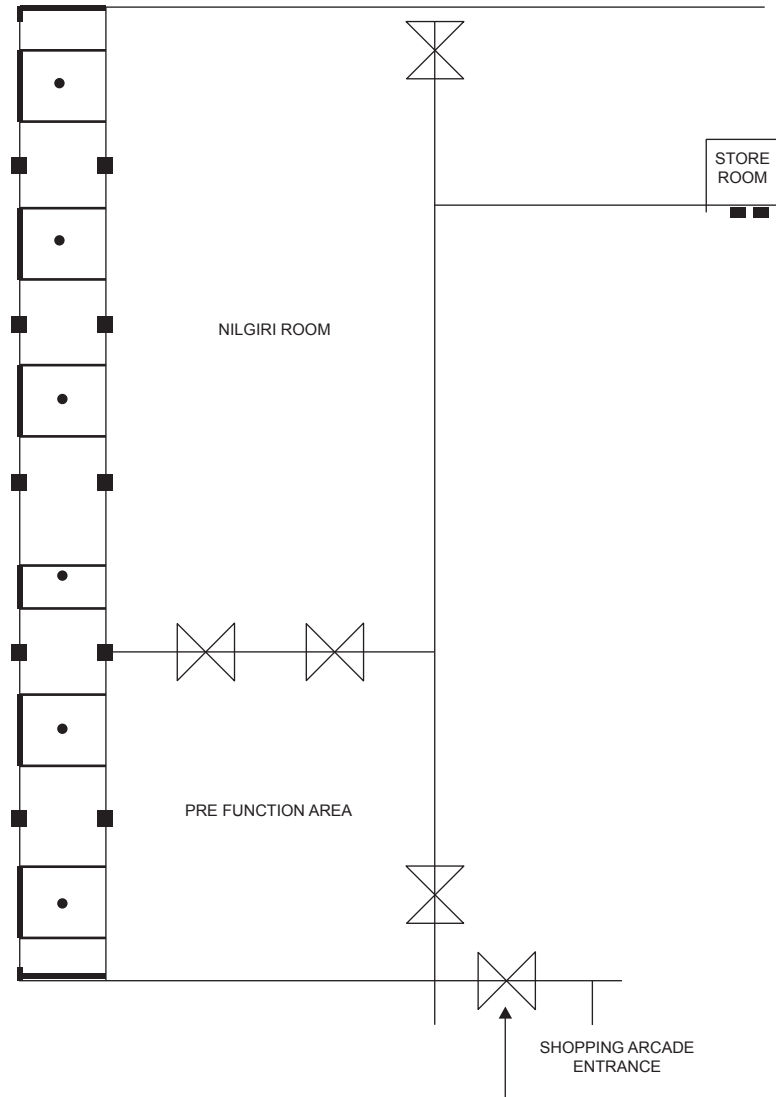 STORE
ROOM
NILGIRI ROOM
PRE FUNCTION AREA
SHOPPING ARCADE
ENTRANCE